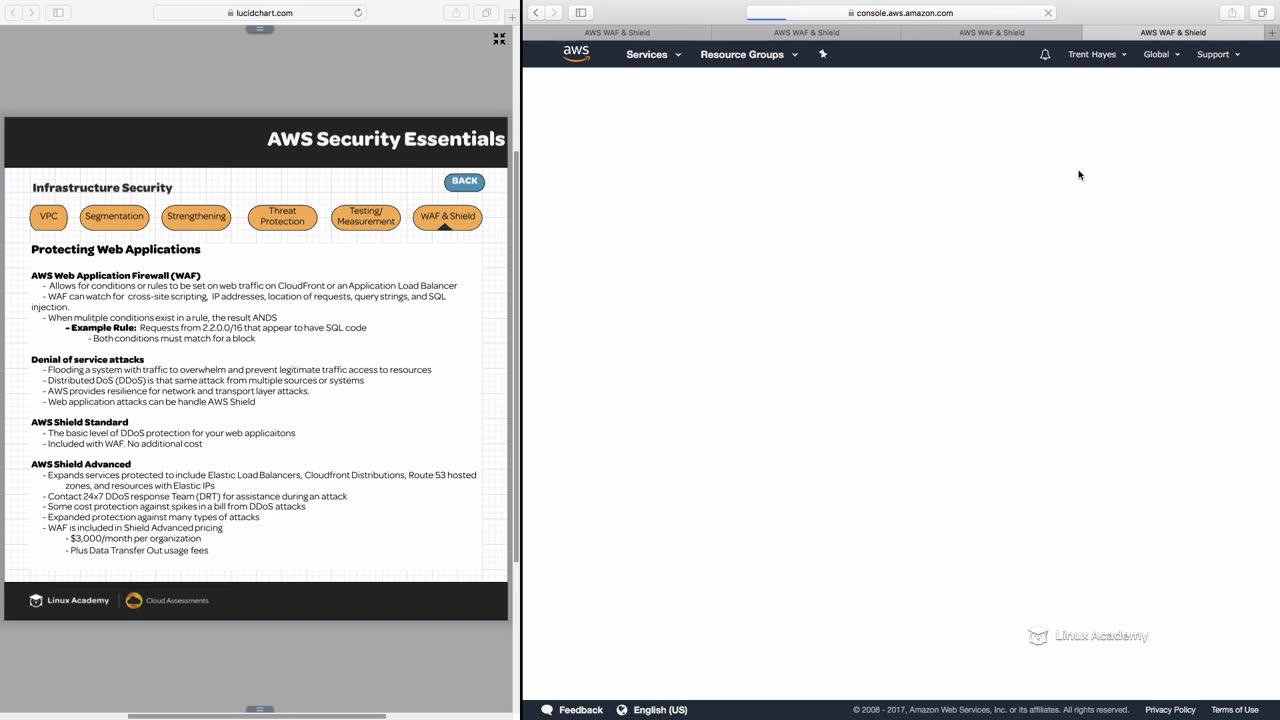 lucidchart.com
console.aws.amazon.com
AWS WAF & Shield
AWS WAF & Shield
AWS WAF & Shield
AWS WAF & Shield
aws
Services
Resource Groups
Trent Hayes
Global
Support
AWS Security Essentials
Infrastructure Security
BACK
VPC
Segmentation
Strengthening
Threat
Protection
Testing/
Measurement
WAF & Shield
Protecting Web Applications
AWS Web Application Firewall (WAF)
- Allows for conditions or rules to be set on web traffic on CloudFront or an Application Load Balancer
- WAF can watch for cross-site scripting, IP addresses, location of requests, query strings, and SQL
injection.
- When mulitple conditions exist in a rule, the result ANDS
- Example Rule: Requests from 2.2.0.0/16 that appear to have SQL code
- Both conditions must match for a block
Denial of service attacks
- Flooding a system with traffic to overwhelm and prevent legitimate traffic access to resources
- Distributed DoS (DDoS) is that same attack from multiple sources or systems
- AWS provides resilience for network and transport layer attacks.
- Web application attacks can be handle AWS Shield
AWS Shield Standard
- The basic level of DDoS protection for your web applicaitons
- Included with WAF. No additional cost
AWS Shield Advanced
- Expands services protected to include Elastic Load Balancers, Cloudfront Distributions, Route 53 hosted
zones, and resources with Elastic IPs
- Contact 24x7 DDoS response Team (DRT) for assistance during an attack
- Some cost protection against spikes in a bill from DDoS attacks
- Expanded protection against many types of attacks
- WAF is included in Shield Advanced pricing
- $3,000/month per organization
- Plus Data Transfer Out usage fees
Linux Academy
Cloud Assessments
Linux Academy
Feedback
English (US)
© 2008 - 2017, Amazon Web Services, Inc. or its affiliates. All rights reserved.
Privacy Policy
Terms of Use